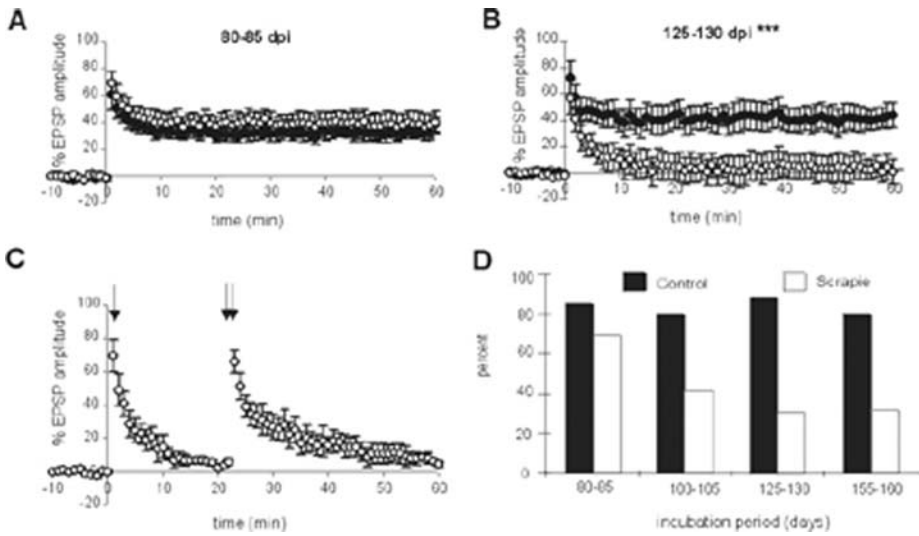 A
80-85 dpi
% EPSP amplitude
100
80
60
40
20
-20
-10 0 10 20 30 40 50 60
time (min)
B
125-130 dpi ***
% EPSP amplitude
100
80
60
40
20
-20
-10 0 10 20 30 40 50 60
time (min)
C
% EPSP amplitude
100
80
60
40
20
-20
-10 0 10 20 30 40 50 60
time (min)
D
Control Scrapie
percent
100
80
60
40
20
0
80-85 100-105 125-130 155-160
incubation period (days)